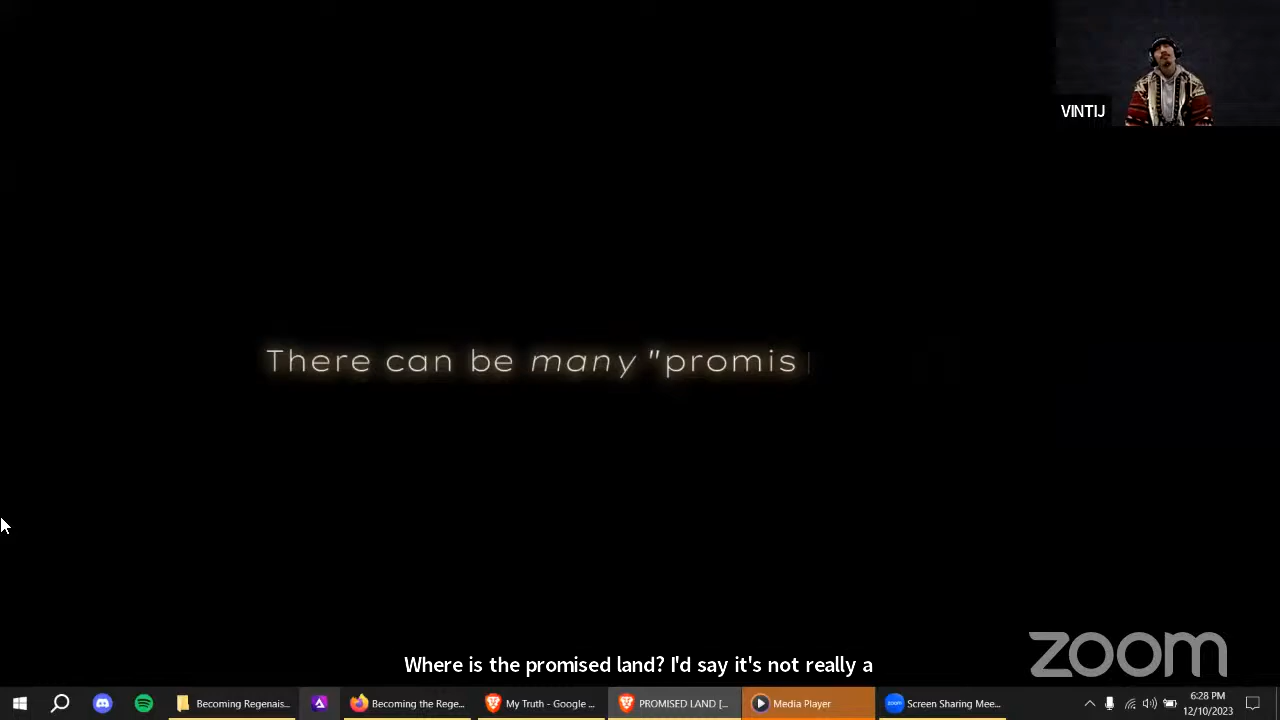 VINTIJ
There can be many "promis
Where is the promised land? I'd say it's not really a
zoom
Becoming Regenais...
Becoming the Rege...
My Truth - Google ...
PROMISED LAND [...
Media Player
zoom
Screen Sharing Mee...
6:28 PM
12/10/2023